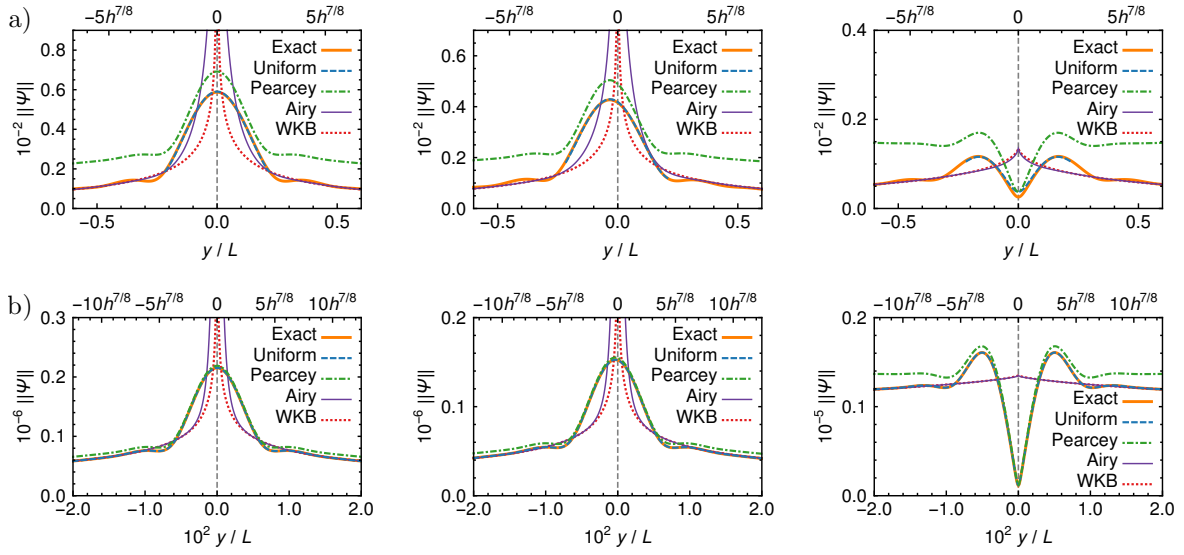 a)
−5h^{7/8} 0 5h^{7/8}
10^{-2} ||Ψ||
0.8
0.6
0.4
0.2
0.0
Exact
Uniform
Pearcey
Airy
WKB
−0.5 0.0 0.5
y / L
−5h^{7/8} 0 5h^{7/8}
10^{-2} ||Ψ||
0.6
0.4
0.2
0.0
Exact
Uniform
Pearcey
Airy
WKB
−0.5 0.0 0.5
y / L
−5h^{7/8} 0 5h^{7/8}
10^{-2} ||Ψ||
0.4
0.2
0.0
Exact
Uniform
Pearcey
Airy
WKB
−0.5 0.0 0.5
y / L
b)
−10h^{7/8} −5h^{7/8} 0 5h^{7/8} 10h^{7/8}
10^{-6} ||Ψ||
0.3
0.2
0.1
0.0
Exact
Uniform
Pearcey
Airy
WKB
−2.0 −1.0 0.0 1.0 2.0
10^2 y / L
−10h^{7/8} −5h^{7/8} 0 5h^{7/8} 10h^{7/8}
10^{-6} ||Ψ||
0.2
0.1
0.0
Exact
Uniform
Pearcey
Airy
WKB
−2.0 −1.0 0.0 1.0 2.0
10^2 y / L
−10h^{7/8} −5h^{7/8} 0 5h^{7/8} 10h^{7/8}
10^{-5} ||Ψ||
0.2
0.1
0.0
Exact
Uniform
Pearcey
Airy
WKB
−2.0 −1.0 0.0 1.0 2.0
10^2 y / L